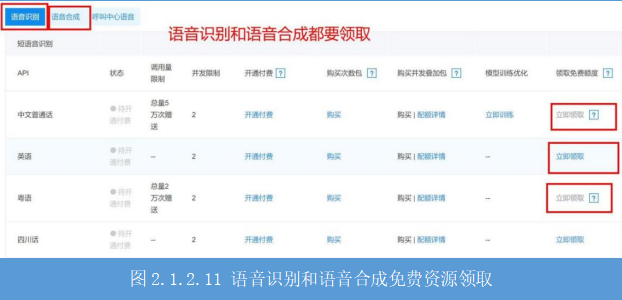 语音识别 语音合成 呼叫中心语音
语音识别和语音合成都要领取
短语音识别
API 状态 调用量限制 并发限制 开通付费 ? 购买次数包 ? 购买并发叠加包 ? 模型训练优化 领取免费额度 ?
中文普通话 待开通付费 总量5万次赠送 2 开通付费 购买 购买 | 配额详情 立即训练 立即领取 ?
英语 待开通付费 -- 2 开通付费 购买 购买 | 配额详情 -- 立即领取
粤语 待开通付费 总量2万次赠送 2 开通付费 购买 购买 | 配额详情 -- 立即领取 ?
四川话 待开通付费 -- 2 开通付费 购买 购买 | 配额详情 -- 立即领取
图 2.1.2.11 语音识别和语音合成免费资源领取